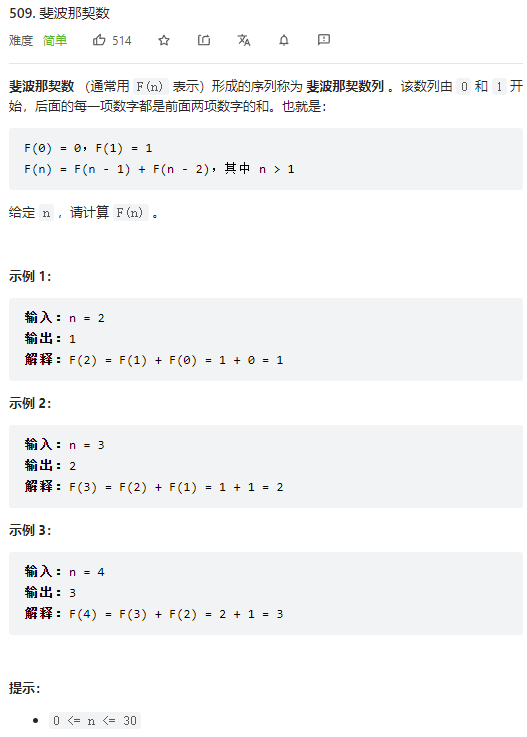 509. 斐波那契数
难度 简单 514
斐波那契数 （通常用 F(n) 表示）形成的序列称为 斐波那契数列 。该数列由 0 和 1 开
始，后面的每一项数字都是前面两项数字的和。也就是：
F(0) = 0，F(1) = 1
F(n) = F(n - 1) + F(n - 2)，其中 n > 1
给定 n ，请计算 F(n) 。
示例 1：
输入：n = 2
输出：1
解释：F(2) = F(1) + F(0) = 1 + 0 = 1
示例 2：
输入：n = 3
输出：2
解释：F(3) = F(2) + F(1) = 1 + 1 = 2
示例 3：
输入：n = 4
输出：3
解释：F(4) = F(3) + F(2) = 2 + 1 = 3
提示：
• 0 <= n <= 30